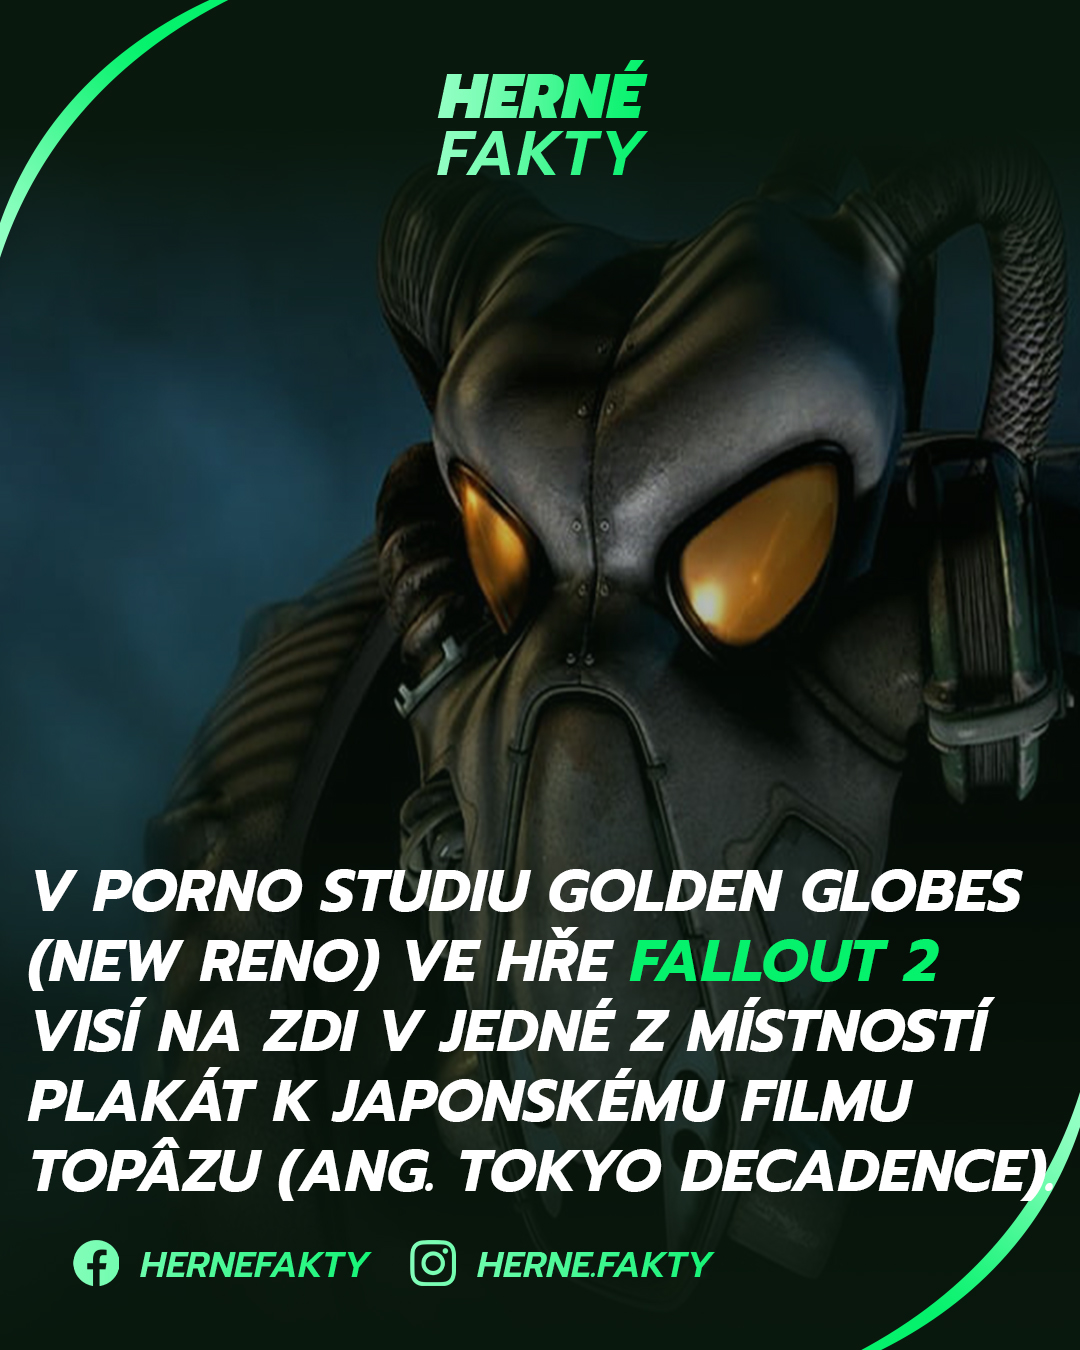 HERNÉ
FAKTY
V PORNO STUDIU GOLDEN GLOBES
(NEW RENO) VE HŘE FALLOUT 2
VISÍ NA ZDI V JEDNÉ Z MÍSTNOSTÍ
PLAKÁT K JAPONSKÉMU FILMU
TOPÂZU (ANG. TOKYO DECADENCE).
HERNEFAKTY HERNE.FAKTY